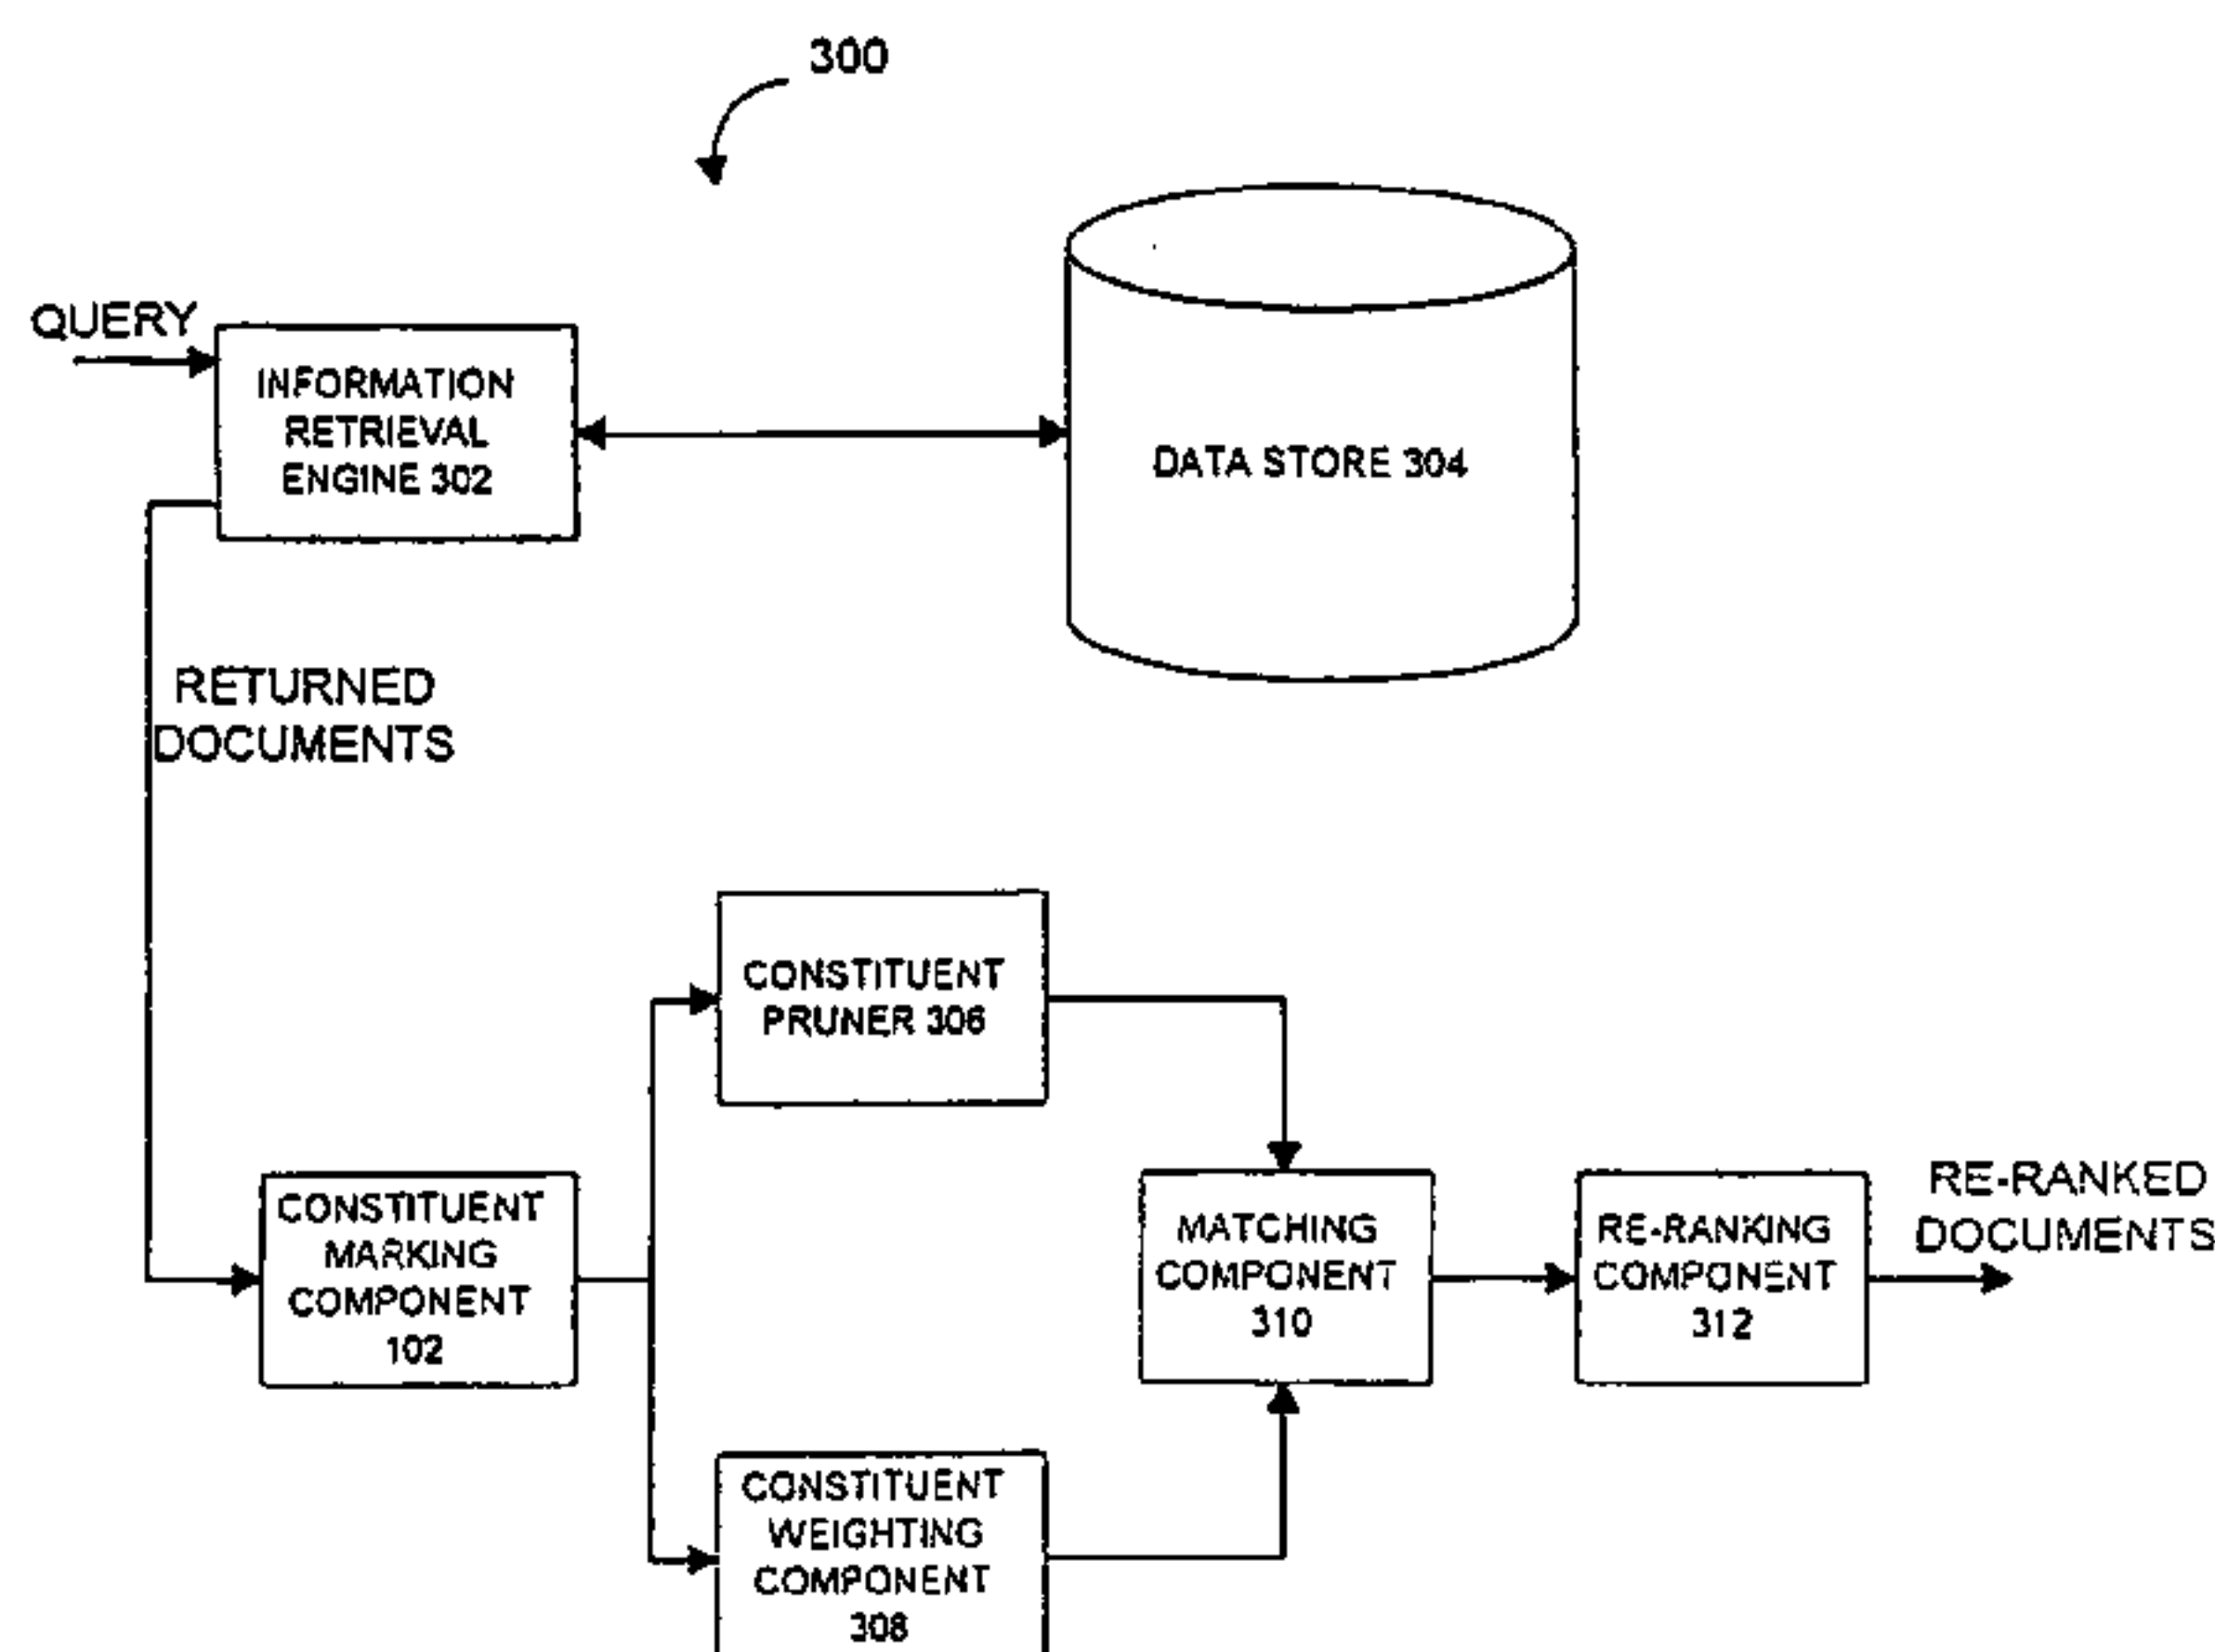 300
QUERY
INFORMATION
RETRIEVAL
ENGINE 302
DATA STORE 304
RETURNED
DOCUMENTS
CONSTITUENT
PRUNER 306
CONSTITUENT
MARKING
COMPONENT
102
MATCHING
COMPONENT
310
RE-RANKING
COMPONENT
312
RE-RANKED
DOCUMENTS
CONSTITUENT
WEIGHTING
COMPONENT
308